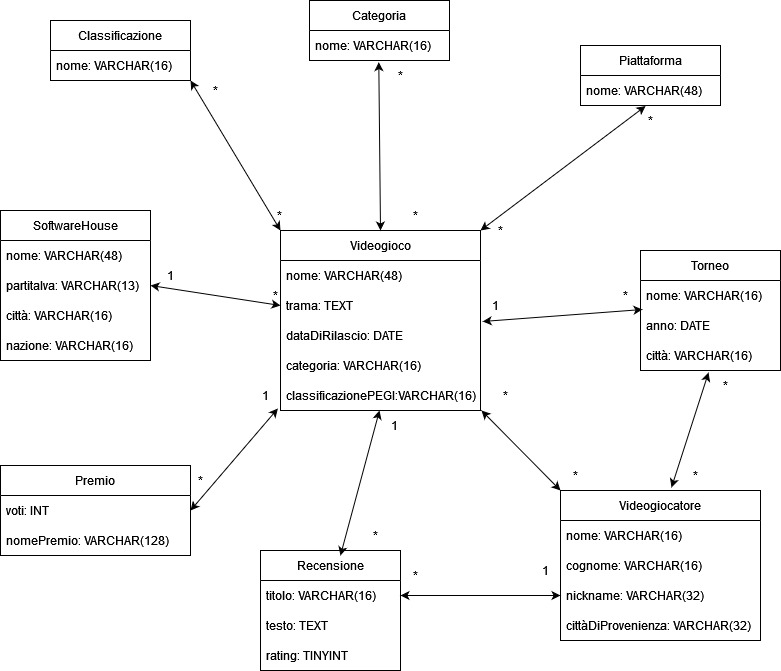 Categoria
nome: VARCHAR(16)
Classificazione
nome: VARCHAR(16)
Piattaforma
nome: VARCHAR(48)
*
*
*
*
*
*
SoftwareHouse
nome: VARCHAR(48)
partitaIva: VARCHAR(13)
città: VARCHAR(16)
nazione: VARCHAR(16)
1
*
Videogioco
nome: VARCHAR(48)
trama: TEXT
dataDiRilascio: DATE
categoria: VARCHAR(16)
classificazionePEGI:VARCHAR(16)
1
*
Torneo
nome: VARCHAR(16)
anno: DATE
città: VARCHAR(16)
*
*
1
*
1
*
*
*
Premio
voti: INT
nomePremio: VARCHAR(128)
Recensione
titolo: VARCHAR(16)
testo: TEXT
rating: TINYINT
*
1
Videogiocatore
nome: VARCHAR(16)
cognome: VARCHAR(16)
nickname: VARCHAR(32)
cittàDiProvenienza: VARCHAR(32)